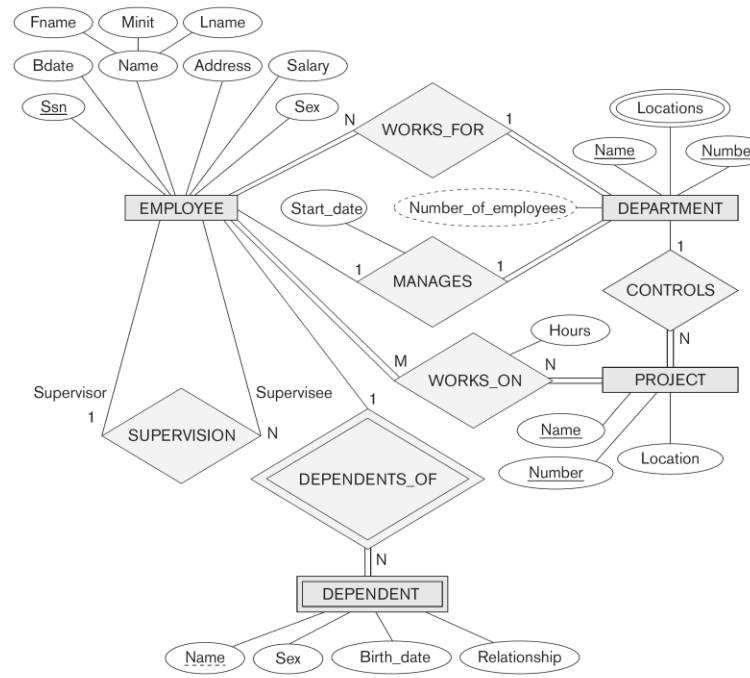 Fname Minit Lname
Bdate Name Address Salary
Ssn Sex
N WORKS_FOR 1
Locations
Name Number
EMPLOYEE
Start_date
Number_of_employees
DEPARTMENT
1 MANAGES 1
1
CONTROLS
N
Hours
M WORKS_ON N
PROJECT
Supervisor Supervisee
1 SUPERVISION N
1
Name
Number
Location
DEPENDENTS_OF
N
DEPENDENT
Name Sex Birth_date Relationship